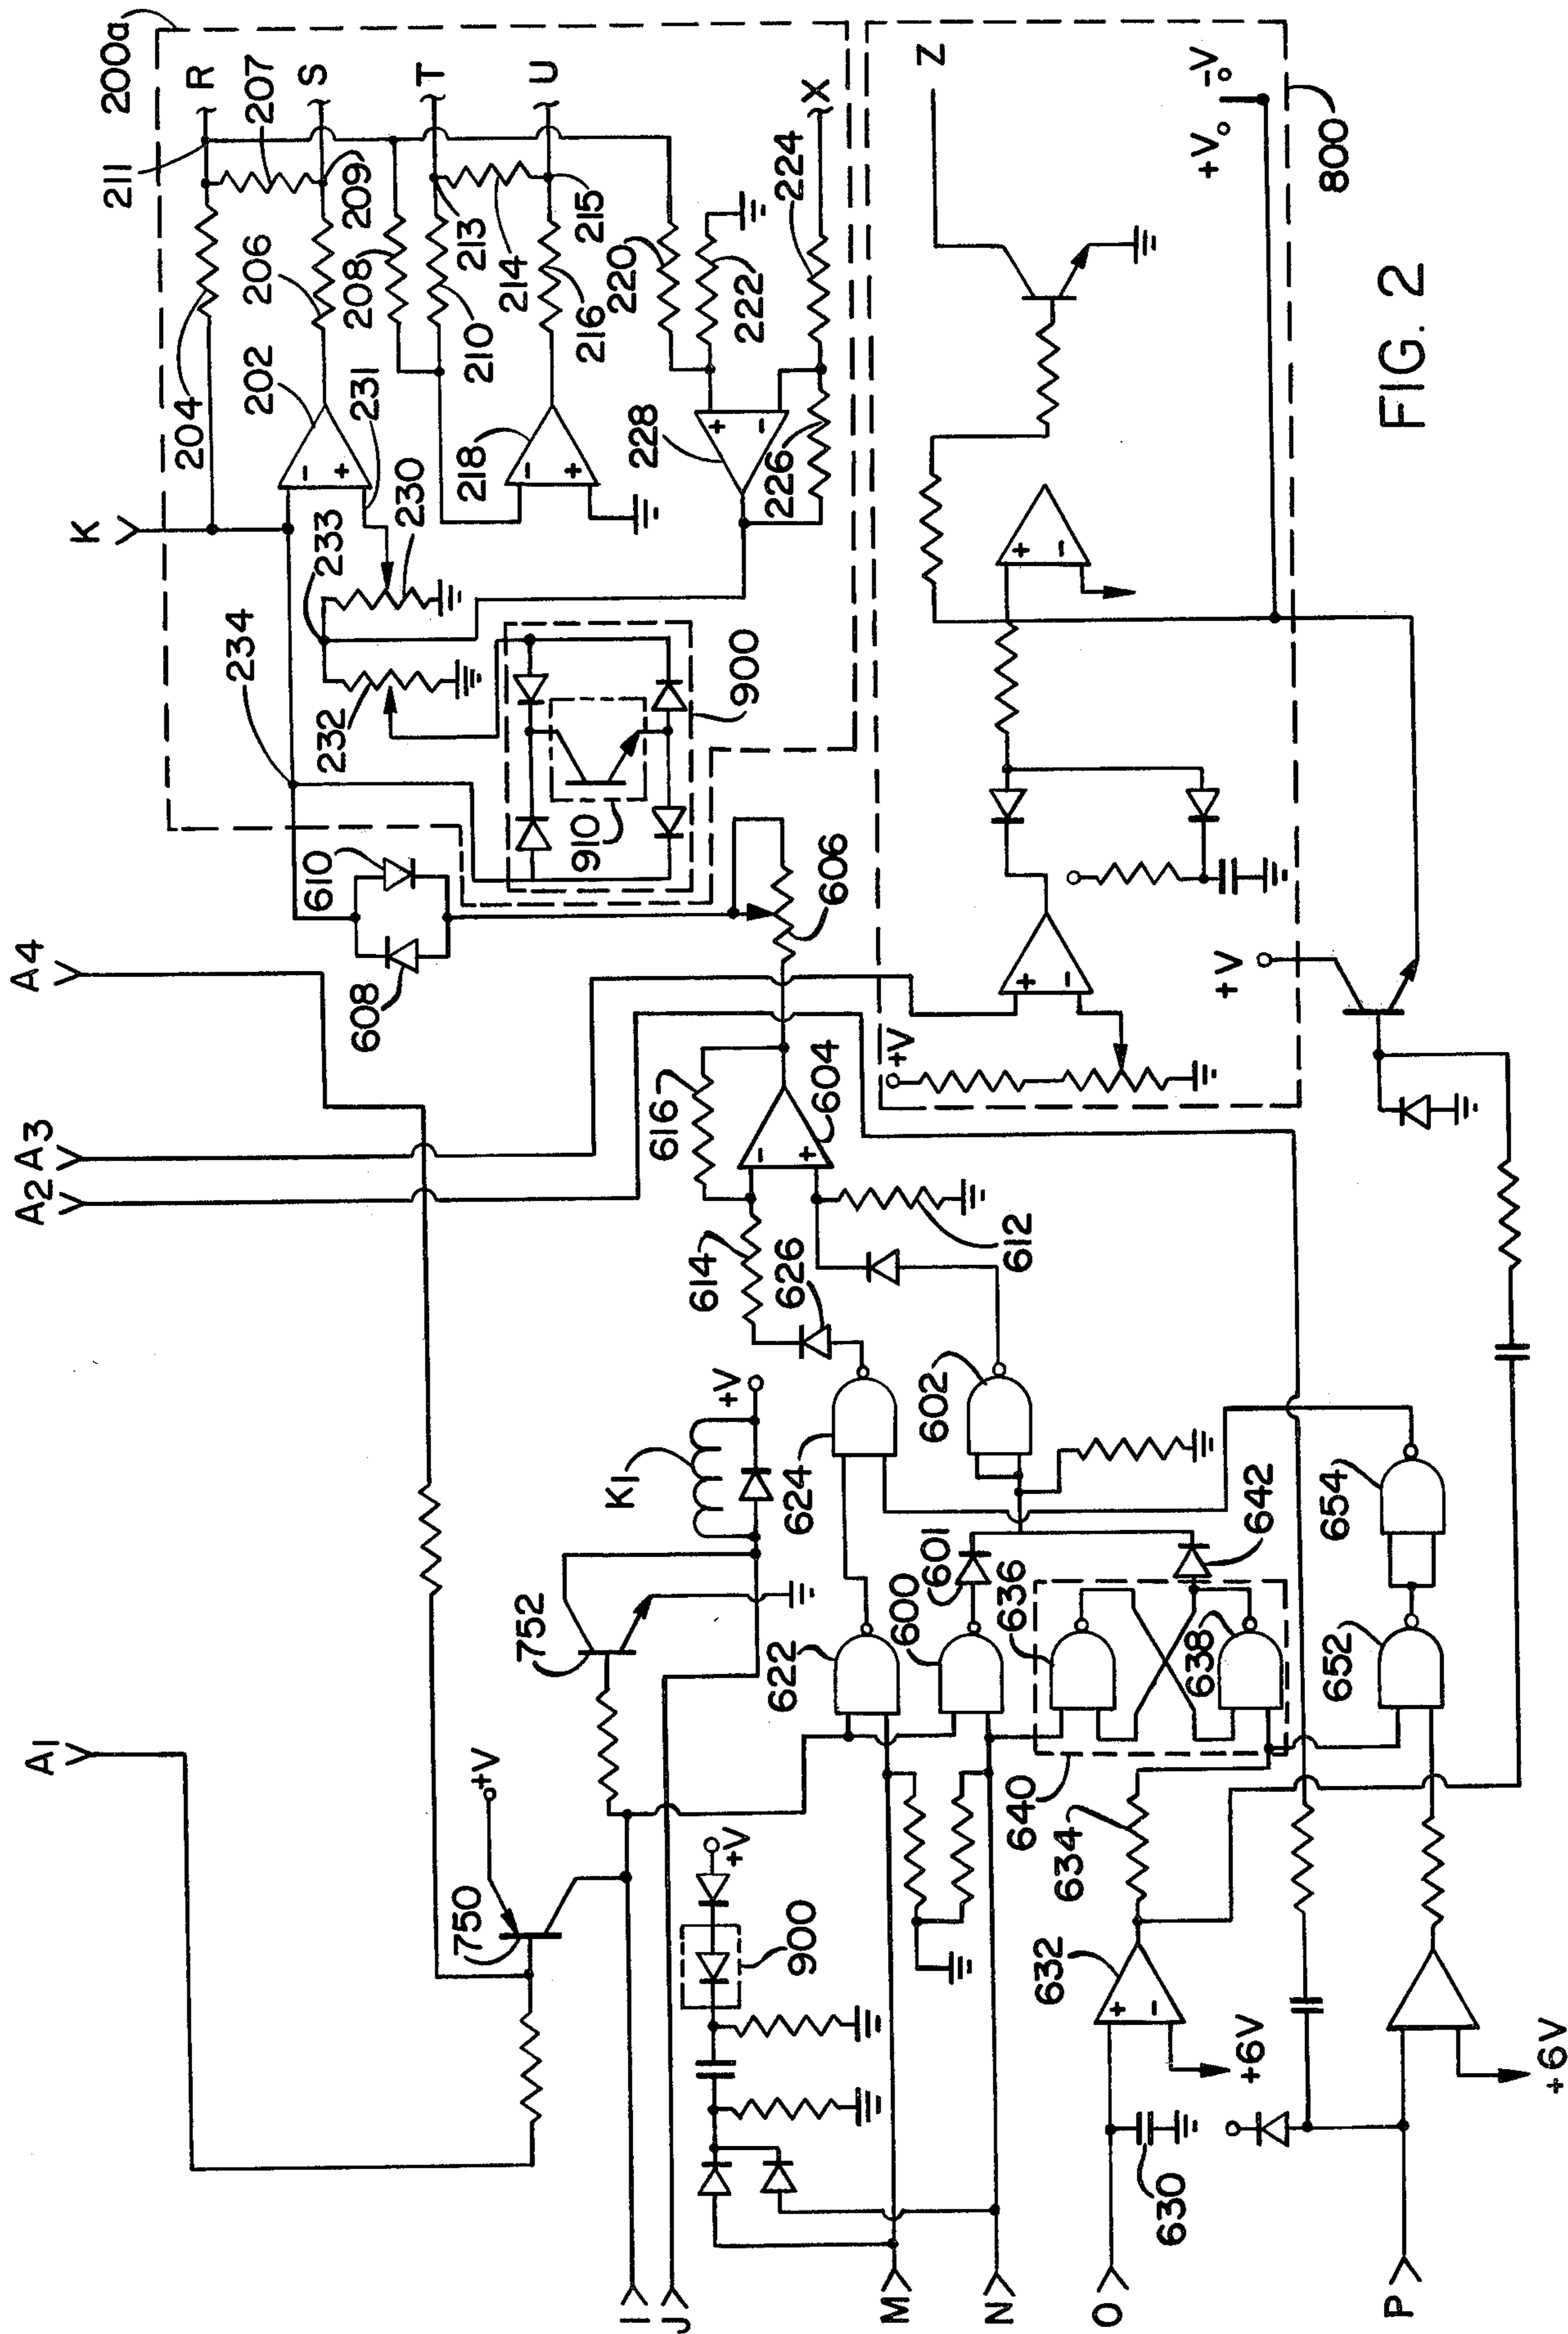 200a
211
R
207
S
209
T
213
214
U
215
X
224
204
206
202
208
210
231
K
230
233
234
232
218
216
220
222
228
226
900
910
610
608
606
A4
A3
A2
A1
616
604
614
626
612
+V
K1
624
602
752
622
600
601
636
638
642
654
652
640
634
750
+V
+V
900
632
+6V
630
+6V
I
J
M
N
O
P
Z
+V
-V
800
+V
+V
+
-
+
-
+
-
+
-
+
-
+
-
+
-
+
-
FIG. 2